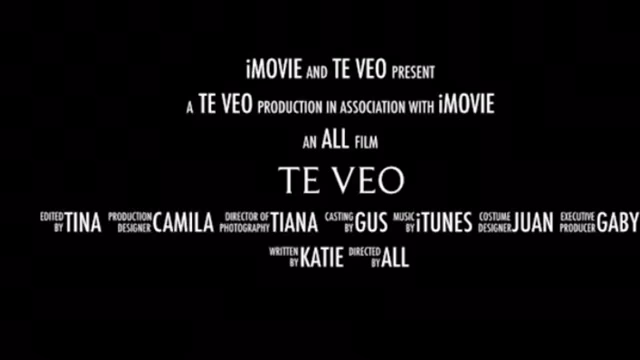 iMOVIE AND TE VEO PRESENT
A TE VEO PRODUCTION IN ASSOCIATION WITH iMOVIE
AN ALL FILM
TE VEO
EDITED BY TINA PRODUCTION DESIGNER CAMILA DIRECTOR OF PHOTOGRAPHY TIANA CASTING BY GUS MUSIC BY iTUNES COSTUME DESIGNER JUAN EXECUTIVE PRODUCER GABY
WRITTEN BY KATIE DIRECTED BY ALL